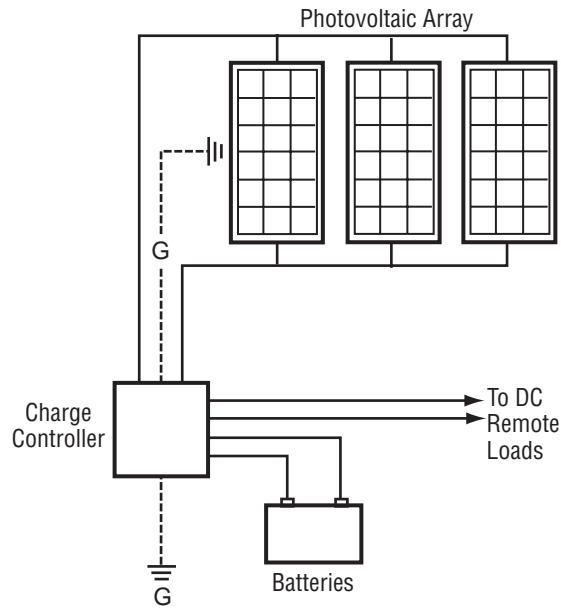 Photovoltaic Array
G
Charge
Controller
To DC
Remote
Loads
Batteries
G